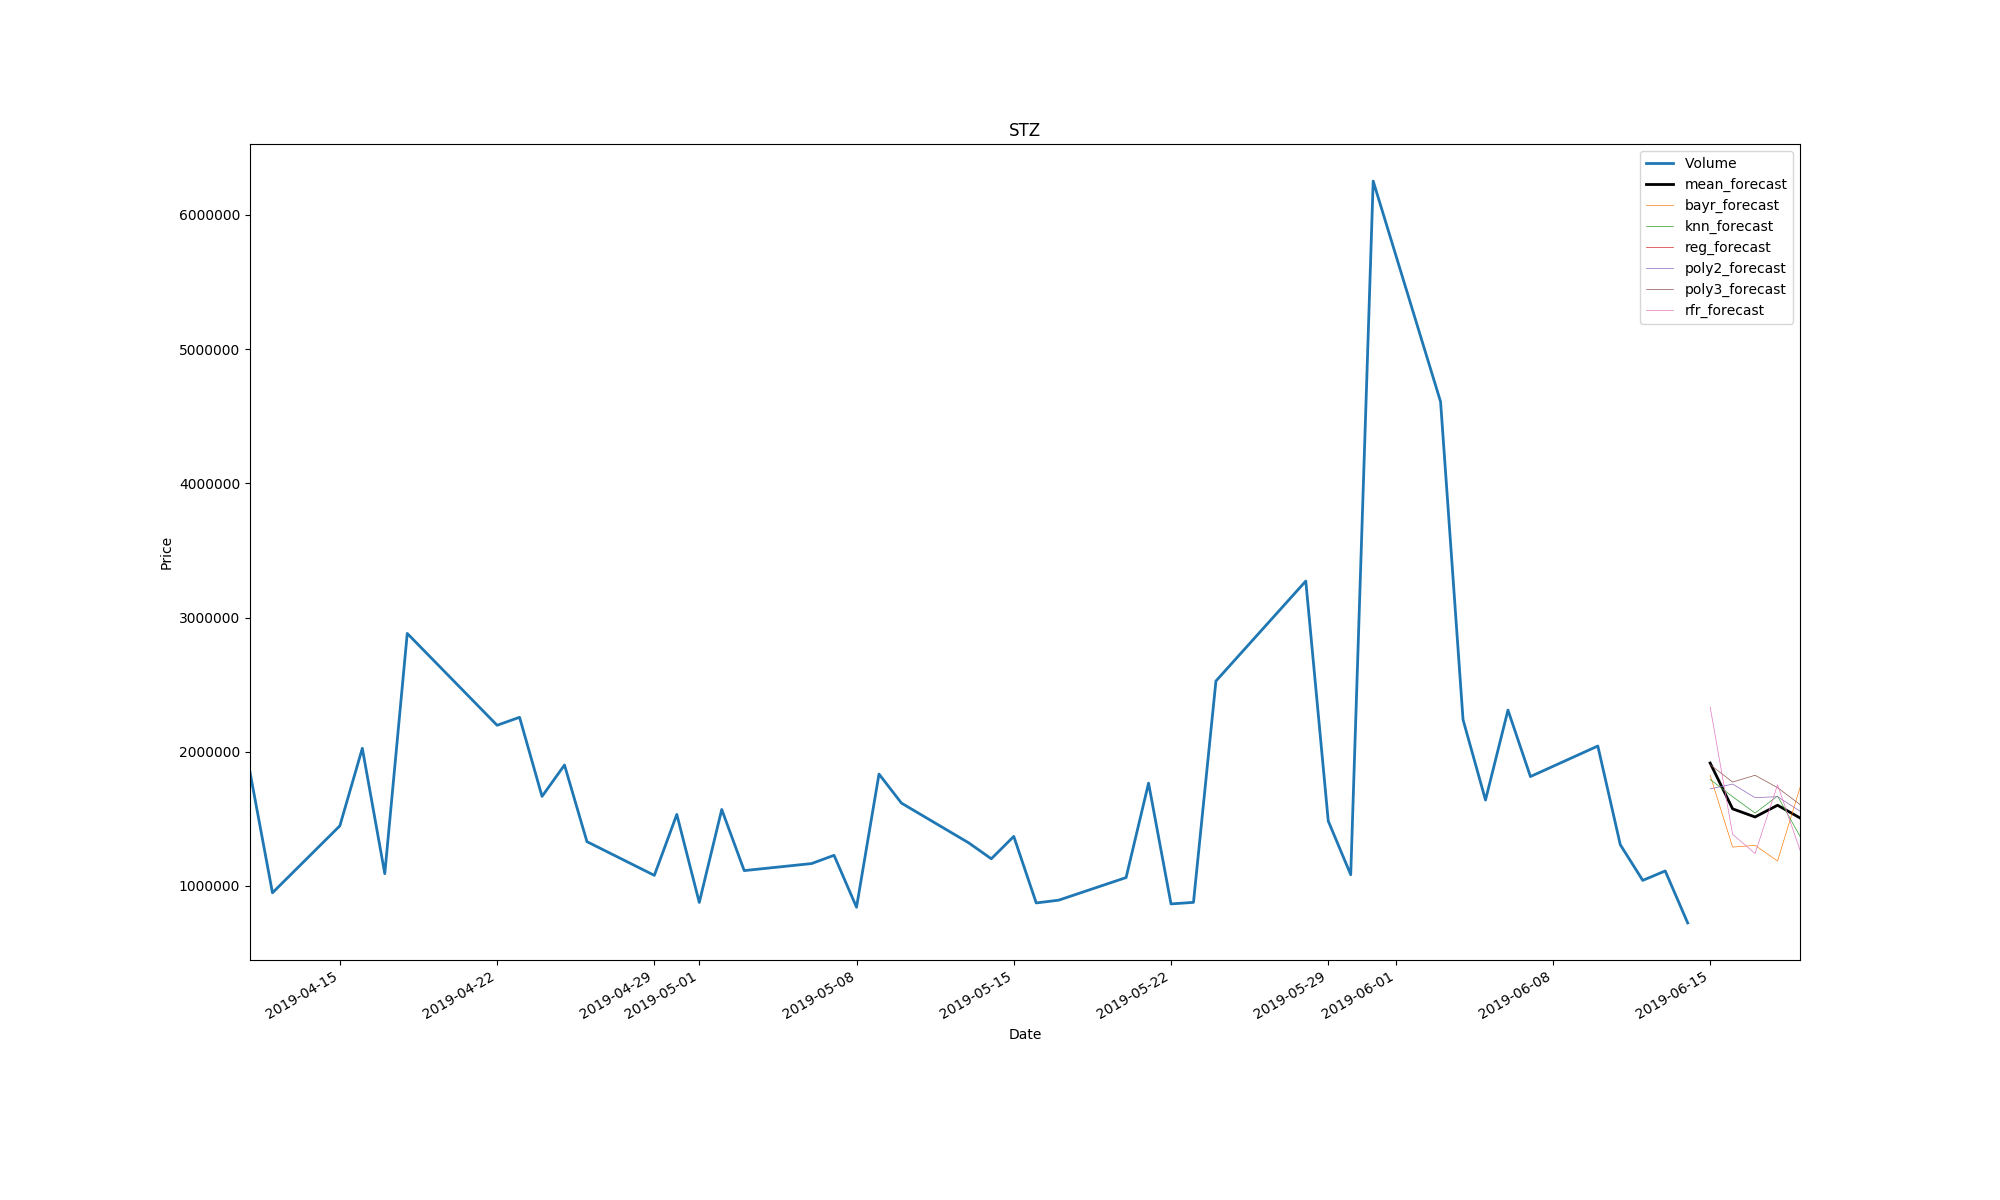 STZ
Volume
mean_forecast
bayr_forecast
knn_forecast
reg_forecast
poly2_forecast
poly3_forecast
rfr_forecast
6000000
5000000
4000000
3000000
2000000
1000000
Price
2019-04-15
2019-04-22
2019-04-29
2019-05-01
2019-05-08
2019-05-15
2019-05-22
2019-05-29
2019-06-01
2019-06-08
2019-06-15
Date